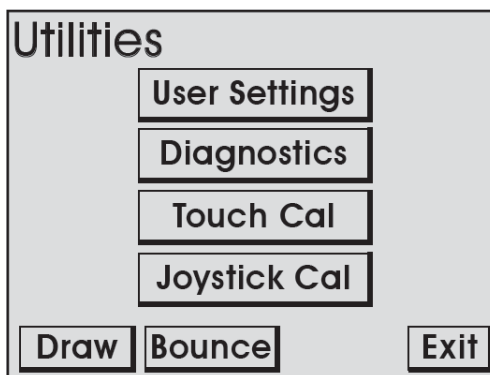 Utilities
User Settings
Diagnostics
Touch Cal
Joystick Cal
Draw Bounce Exit